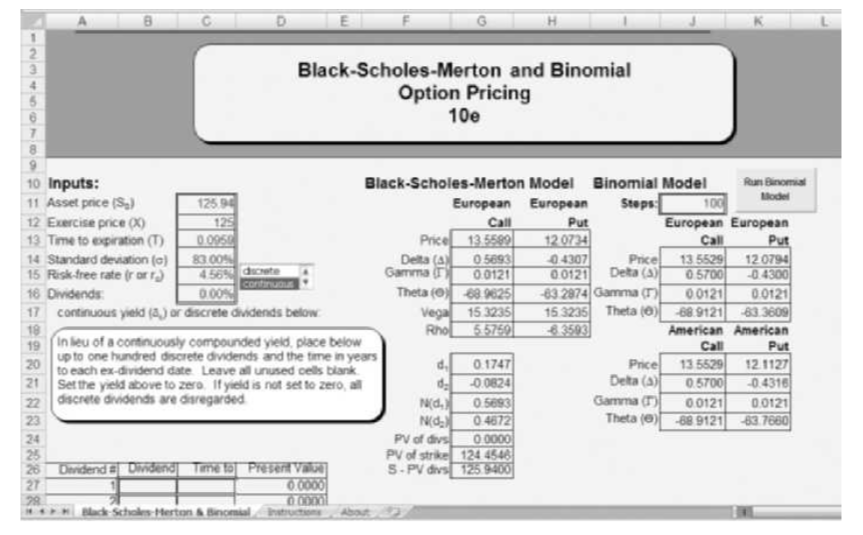 A B C D E F G H I J K L
1
2
3 Black-Scholes-Merton and Binomial
4 Option Pricing
5
6 10e
7
8
9
10 Inputs: Black-Scholes-Merton Model Binomial Model Run Binomial Model
11 Asset price (S₀) 125.94 European European Steps: 100
12 Exercise price (X) 125 Call Put European European
13 Time to expiration (T) 0.0959 Price 13.5589 12.0734 Call Put
14 Standard deviation (σ) 83.00% Delta (Δ) 0.5693 -0.4307 Price 13.5529 12.0794
15 Risk-free rate (r or r꜀) 4.56% discrete continuous Gamma (Γ) 0.0121 0.0121 Delta (Δ) 0.5700 -0.4300
16 Dividends: 0.00% Theta (Θ) -68.9625 -63.2874 Gamma (Γ) 0.0121 0.0121
17 continuous yield (δ꜀) or discrete dividends below: Vega 15.3235 15.3235 Theta (Θ) -68.9121 -63.3609
18 Rho 5.5759 -6.3593 American American
19 In lieu of a continuously compounded yield, place below Call Put
20 up to one hundred discrete dividends and the time in years to each ex-dividend date. Leave all unused cells blank. d₁ 0.1747 Price 13.5529 12.1127
21 Set the yield above to zero. If yield is not set to zero, all d₂ -0.0824 Delta (Δ) 0.5700 -0.4316
22 discrete dividends are disregarded. N(d₁) 0.5693 Gamma (Γ) 0.0121 0.0121
23 N(d₂) 0.4672 Theta (Θ) -68.9121 -63.7660
24 PV of divs 0.0000
25 PV of strike 124.4546
26 Dividend # Dividend Time to Present Value S - PV divs 125.9400
27 1 0.0000
28 2 0.0000
Black-Scholes-Merton & Binomial Instructions About